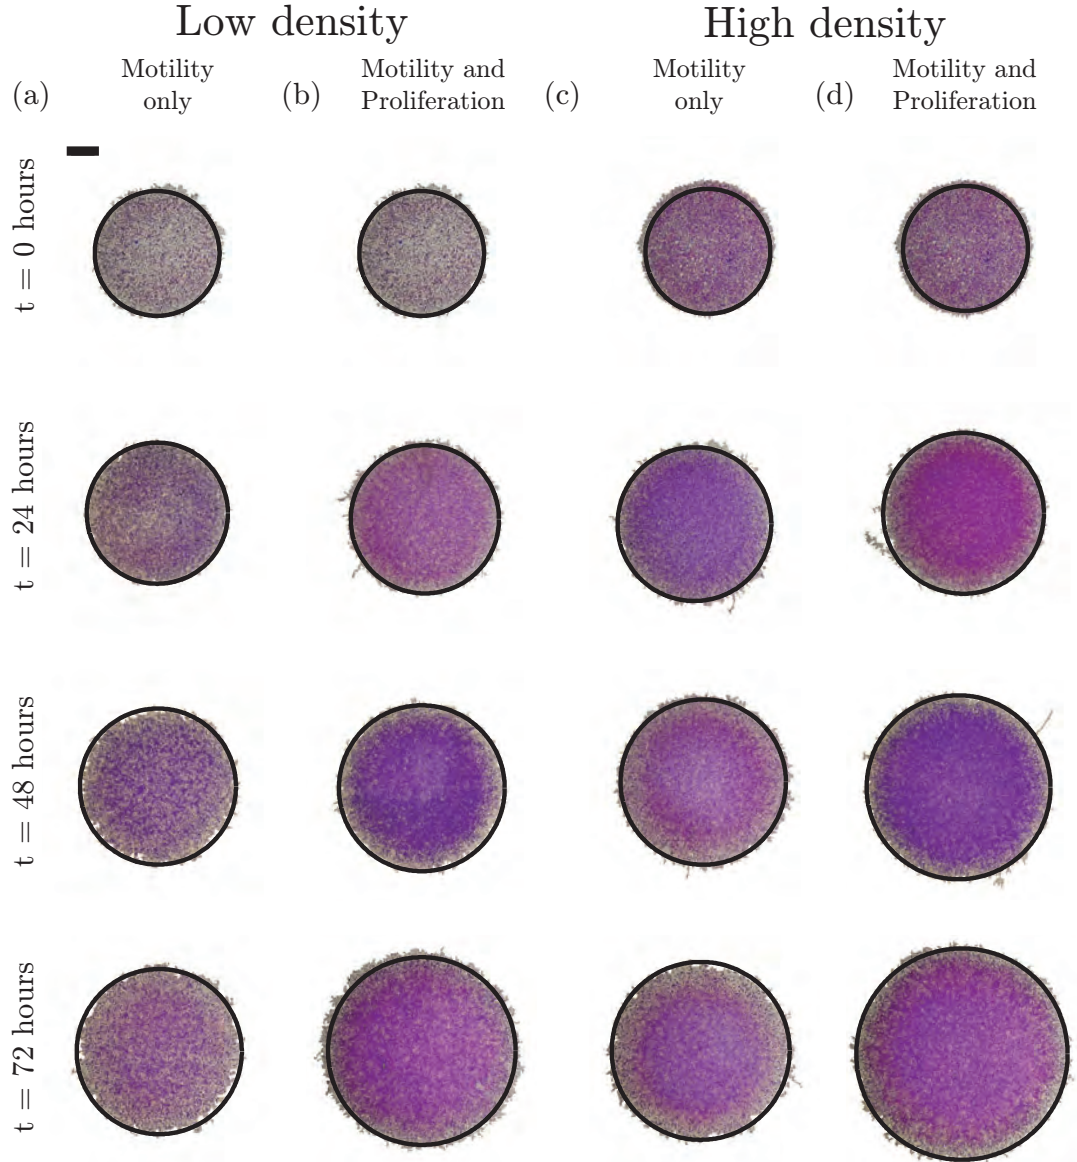 Low density
High density
(a)
Motility
only
(b)
Motility and
Proliferation
(c)
Motility
only
(d)
Motility and
Proliferation
t = 0 hours
t = 24 hours
t = 48 hours
t = 72 hours